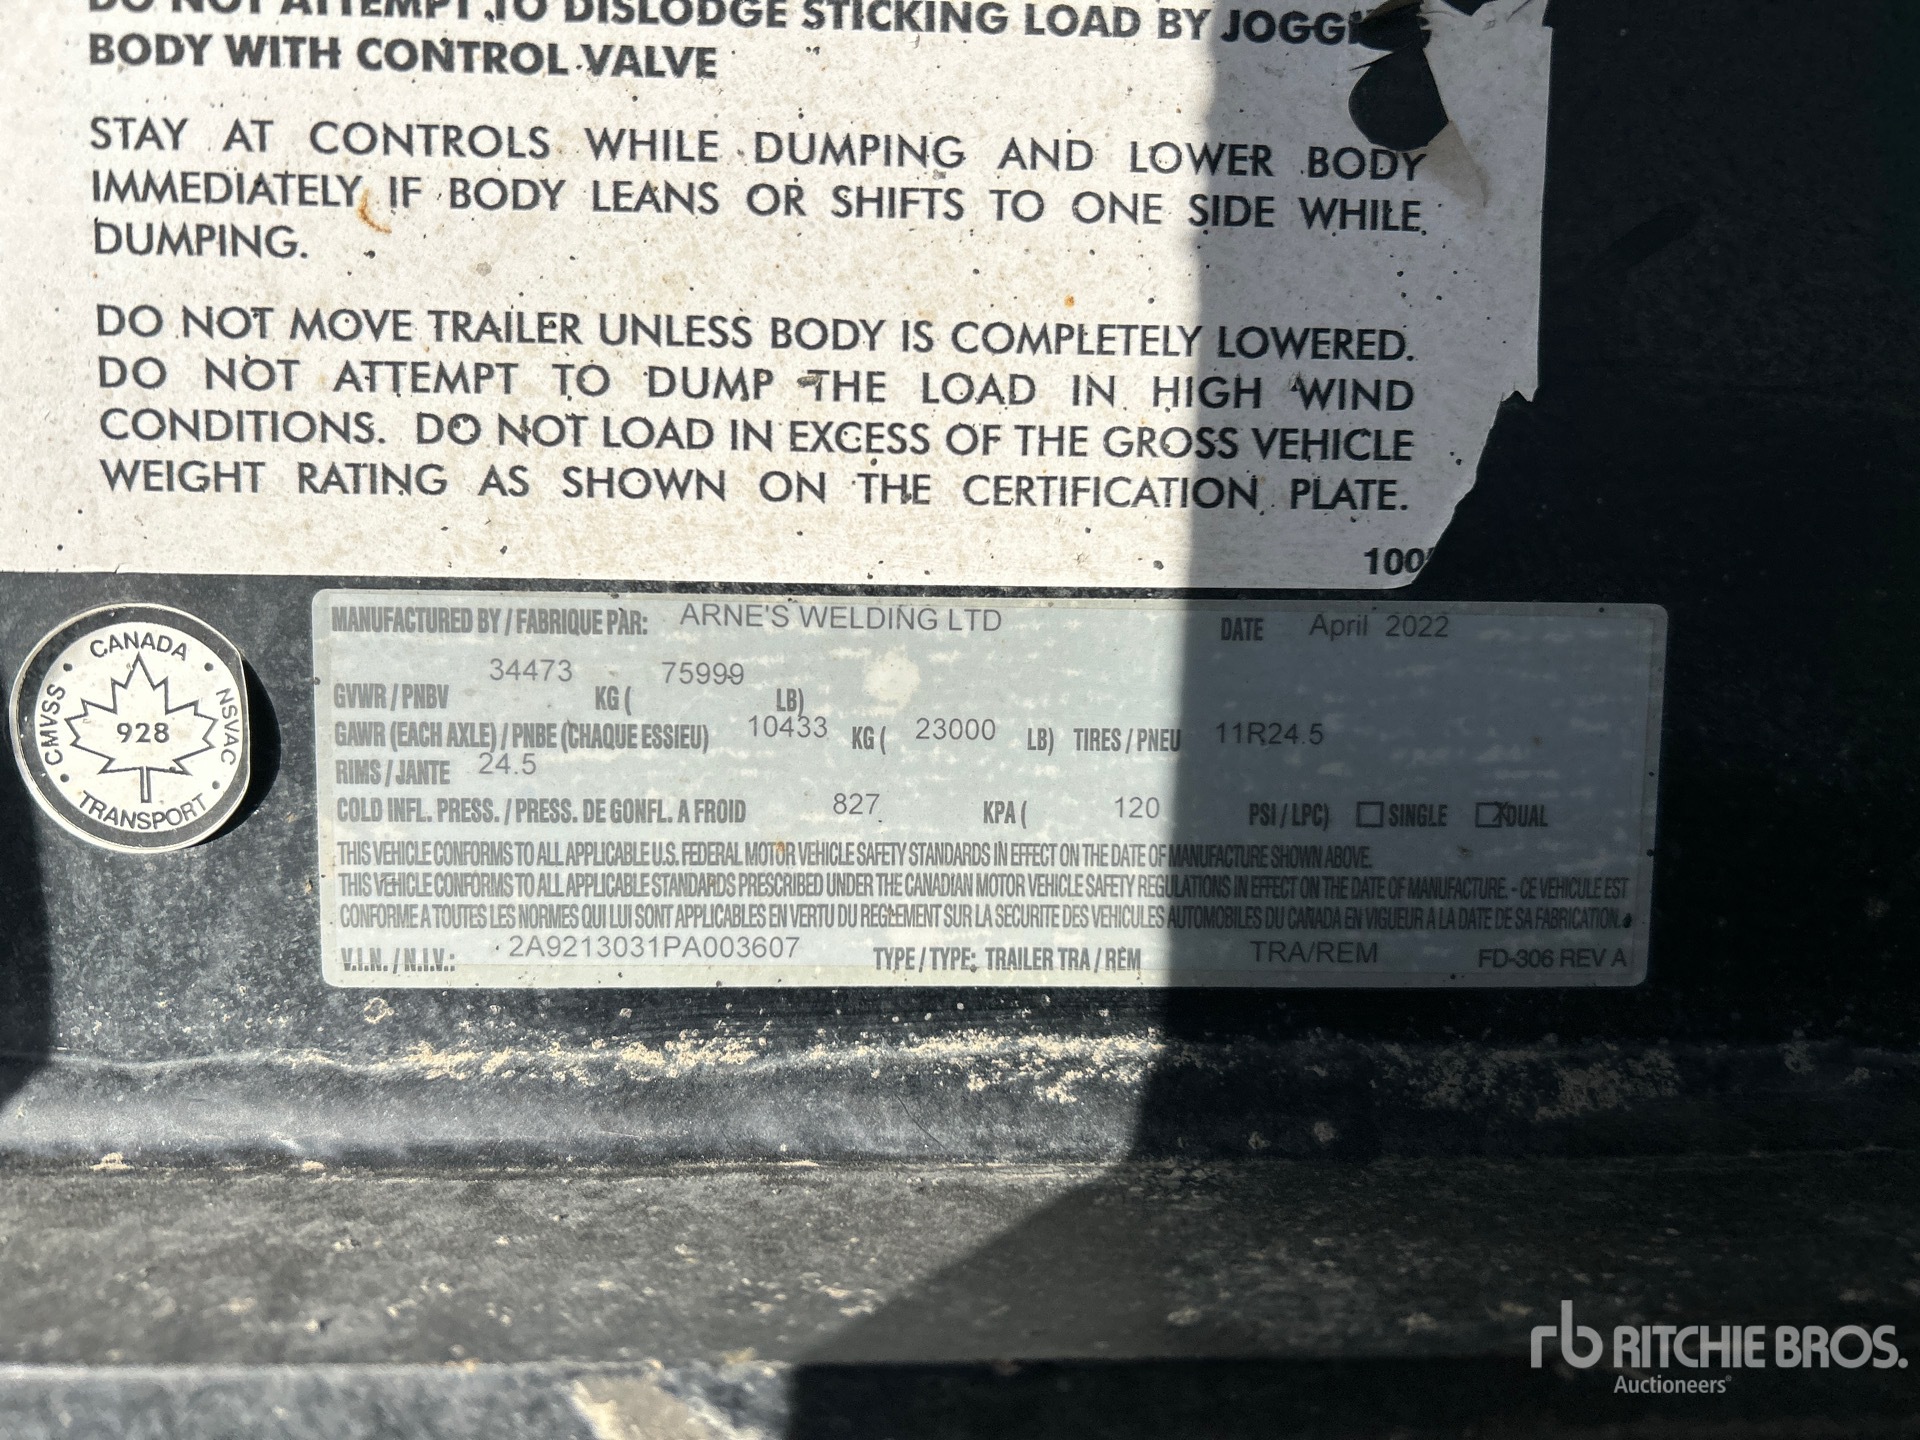 DO NOT ATTEMPT TO DISLODGE STICKING LOAD BY
BODY WITH CONTROL VALVE
STAY AT CONTROLS WHILE DUMPING AND LOWER BODY
IMMEDIATELY IF BODY LEANS OR SHIFTS TO ONE SIDE WHILE
DUMPING.
DO NOT MOVE TRAILER UNLESS BODY IS COMPLETELY LOWERED.
DO NOT ATTEMPT TO DUMP THE LOAD IN HIGH WIND
CONDITIONS. DO NOT LOAD IN EXCESS OF THE GROSS VEHICLE
WEIGHT RATING AS SHOWN ON THE CERTIFICATION PLATE.
CANADA
CMVSS
928
NSVAC
TRANSPORT
MANUFACTURED BY / FABRIQUE PAR: ARNE'S WELDING LTD DATE April 2022
GVWR / PNBV 34473 KG ( 75999 LB)
GAWR (EACH AXLE) / PNBE (CHAQUE ESSIEU) 10433 KG ( 23000 LB) TIRES / PNEU 11R24.5
RIMS / JANTE 24.5
COLD INFL. PRESS. / PRESS. DE GONFL. A FROID 827 KPA ( 120 PSI / LPC) SINGLE DUAL
THIS VEHICLE CONFORMS TO ALL APPLICABLE U.S. FEDERAL MOTOR VEHICLE SAFETY STANDARDS IN EFFECT ON THE DATE OF MANUFACTURE SHOWN ABOVE.
THIS VEHICLE CONFORMS TO ALL APPLICABLE STANDARDS PRESCRIBED UNDER THE CANADIAN MOTOR VEHICLE SAFETY REGULATIONS IN EFFECT ON THE DATE OF MANUFACTURE. - CE VEHICULE EST
CONFORME A TOUTES LES NORMES QUI LUI SONT APPLICABLES EN VERTU DU REGLEMENT SUR LA SECURITE DES VEHICULES AUTOMOBILES DU CANADA EN VIGUEUR A LA DATE DE SA FABRICATION.
V.I.N. / N.I.V.: 2A9213031PA003607 TYPE / TYPE: TRAILER TRA / REM TRA/REM FD-306 REV A
rb RITCHIE BROS.
Auctioneers